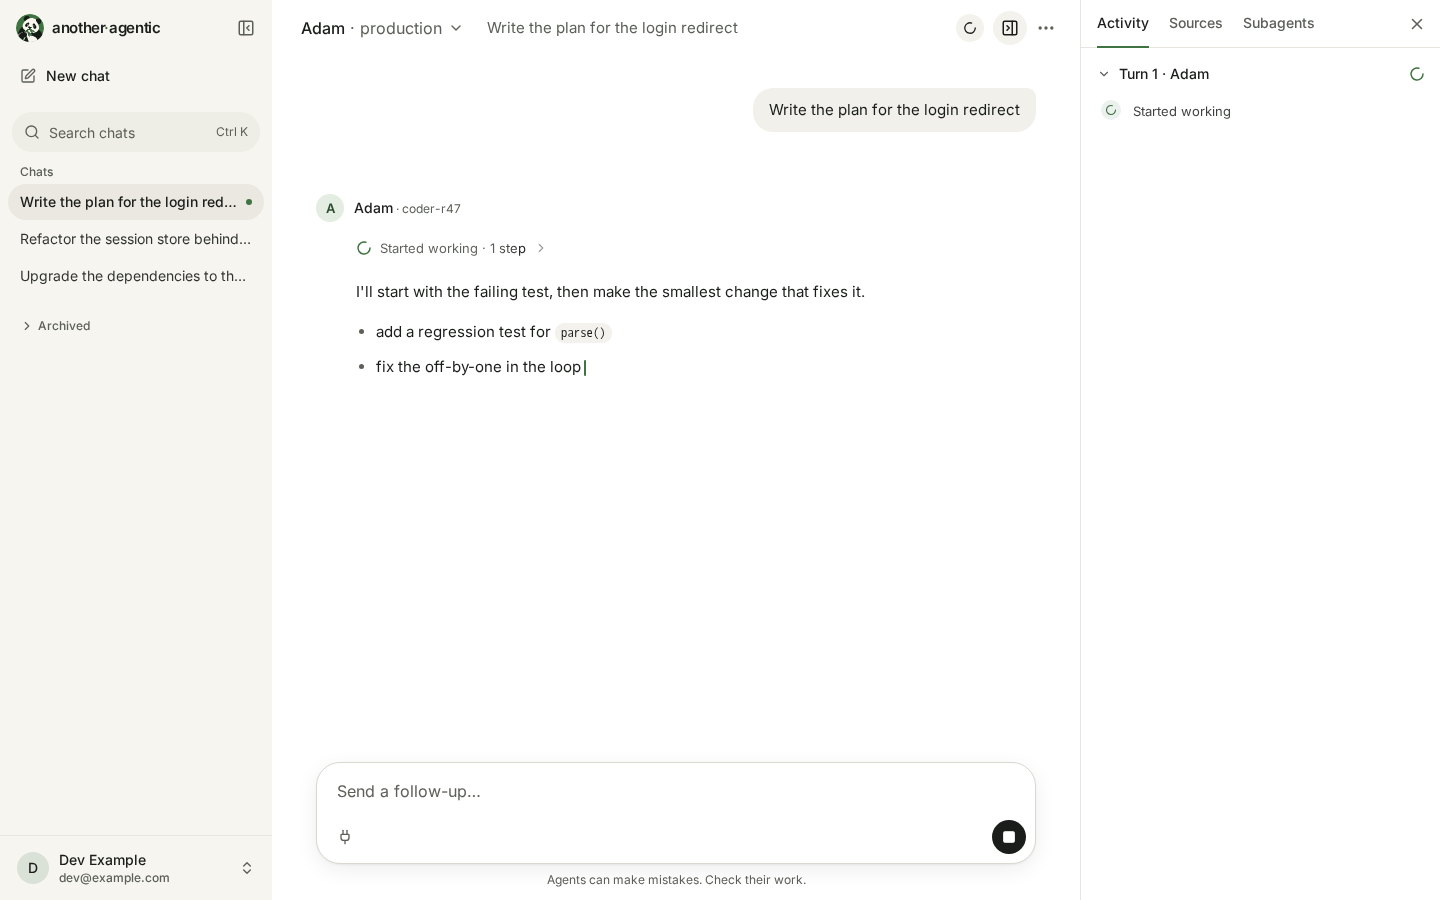 another·agentic
New chat
Search chats
Ctrl K
Chats
Write the plan for the login red...
Refactor the session store behind...
Upgrade the dependencies to th...
Archived
D
Dev Example
dev@example.com
Adam · production
Write the plan for the login redirect
Write the plan for the login redirect
A
Adam · coder-r47
Started working · 1 step
I'll start with the failing test, then make the smallest change that fixes it.
• add a regression test for parse()
• fix the off-by-one in the loop
Send a follow-up...
Agents can make mistakes. Check their work.
Activity
Sources
Subagents
Turn 1 · Adam
Started working